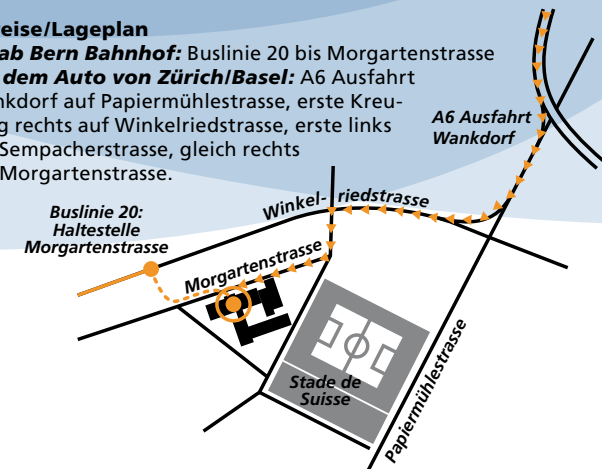 eise/Lageplan
ab Bern Bahnhof: Buslinie 20 bis Morgartenstrasse
dem Auto von Zürich/Basel: A6 Ausfahrt
nkdorf auf Papiermühlestrasse, erste Kreu-
g rechts auf Winkelriedstrasse, erste links
Sempacherstrasse, gleich rechts
Morgartenstrasse.
A6 Ausfahrt
Wankdorf
Winkel-riedstrasse
Buslinie 20:
Haltestelle
Morgartenstrasse
Morgartenstrasse
Stade de
Suisse
Papiermühlestrasse